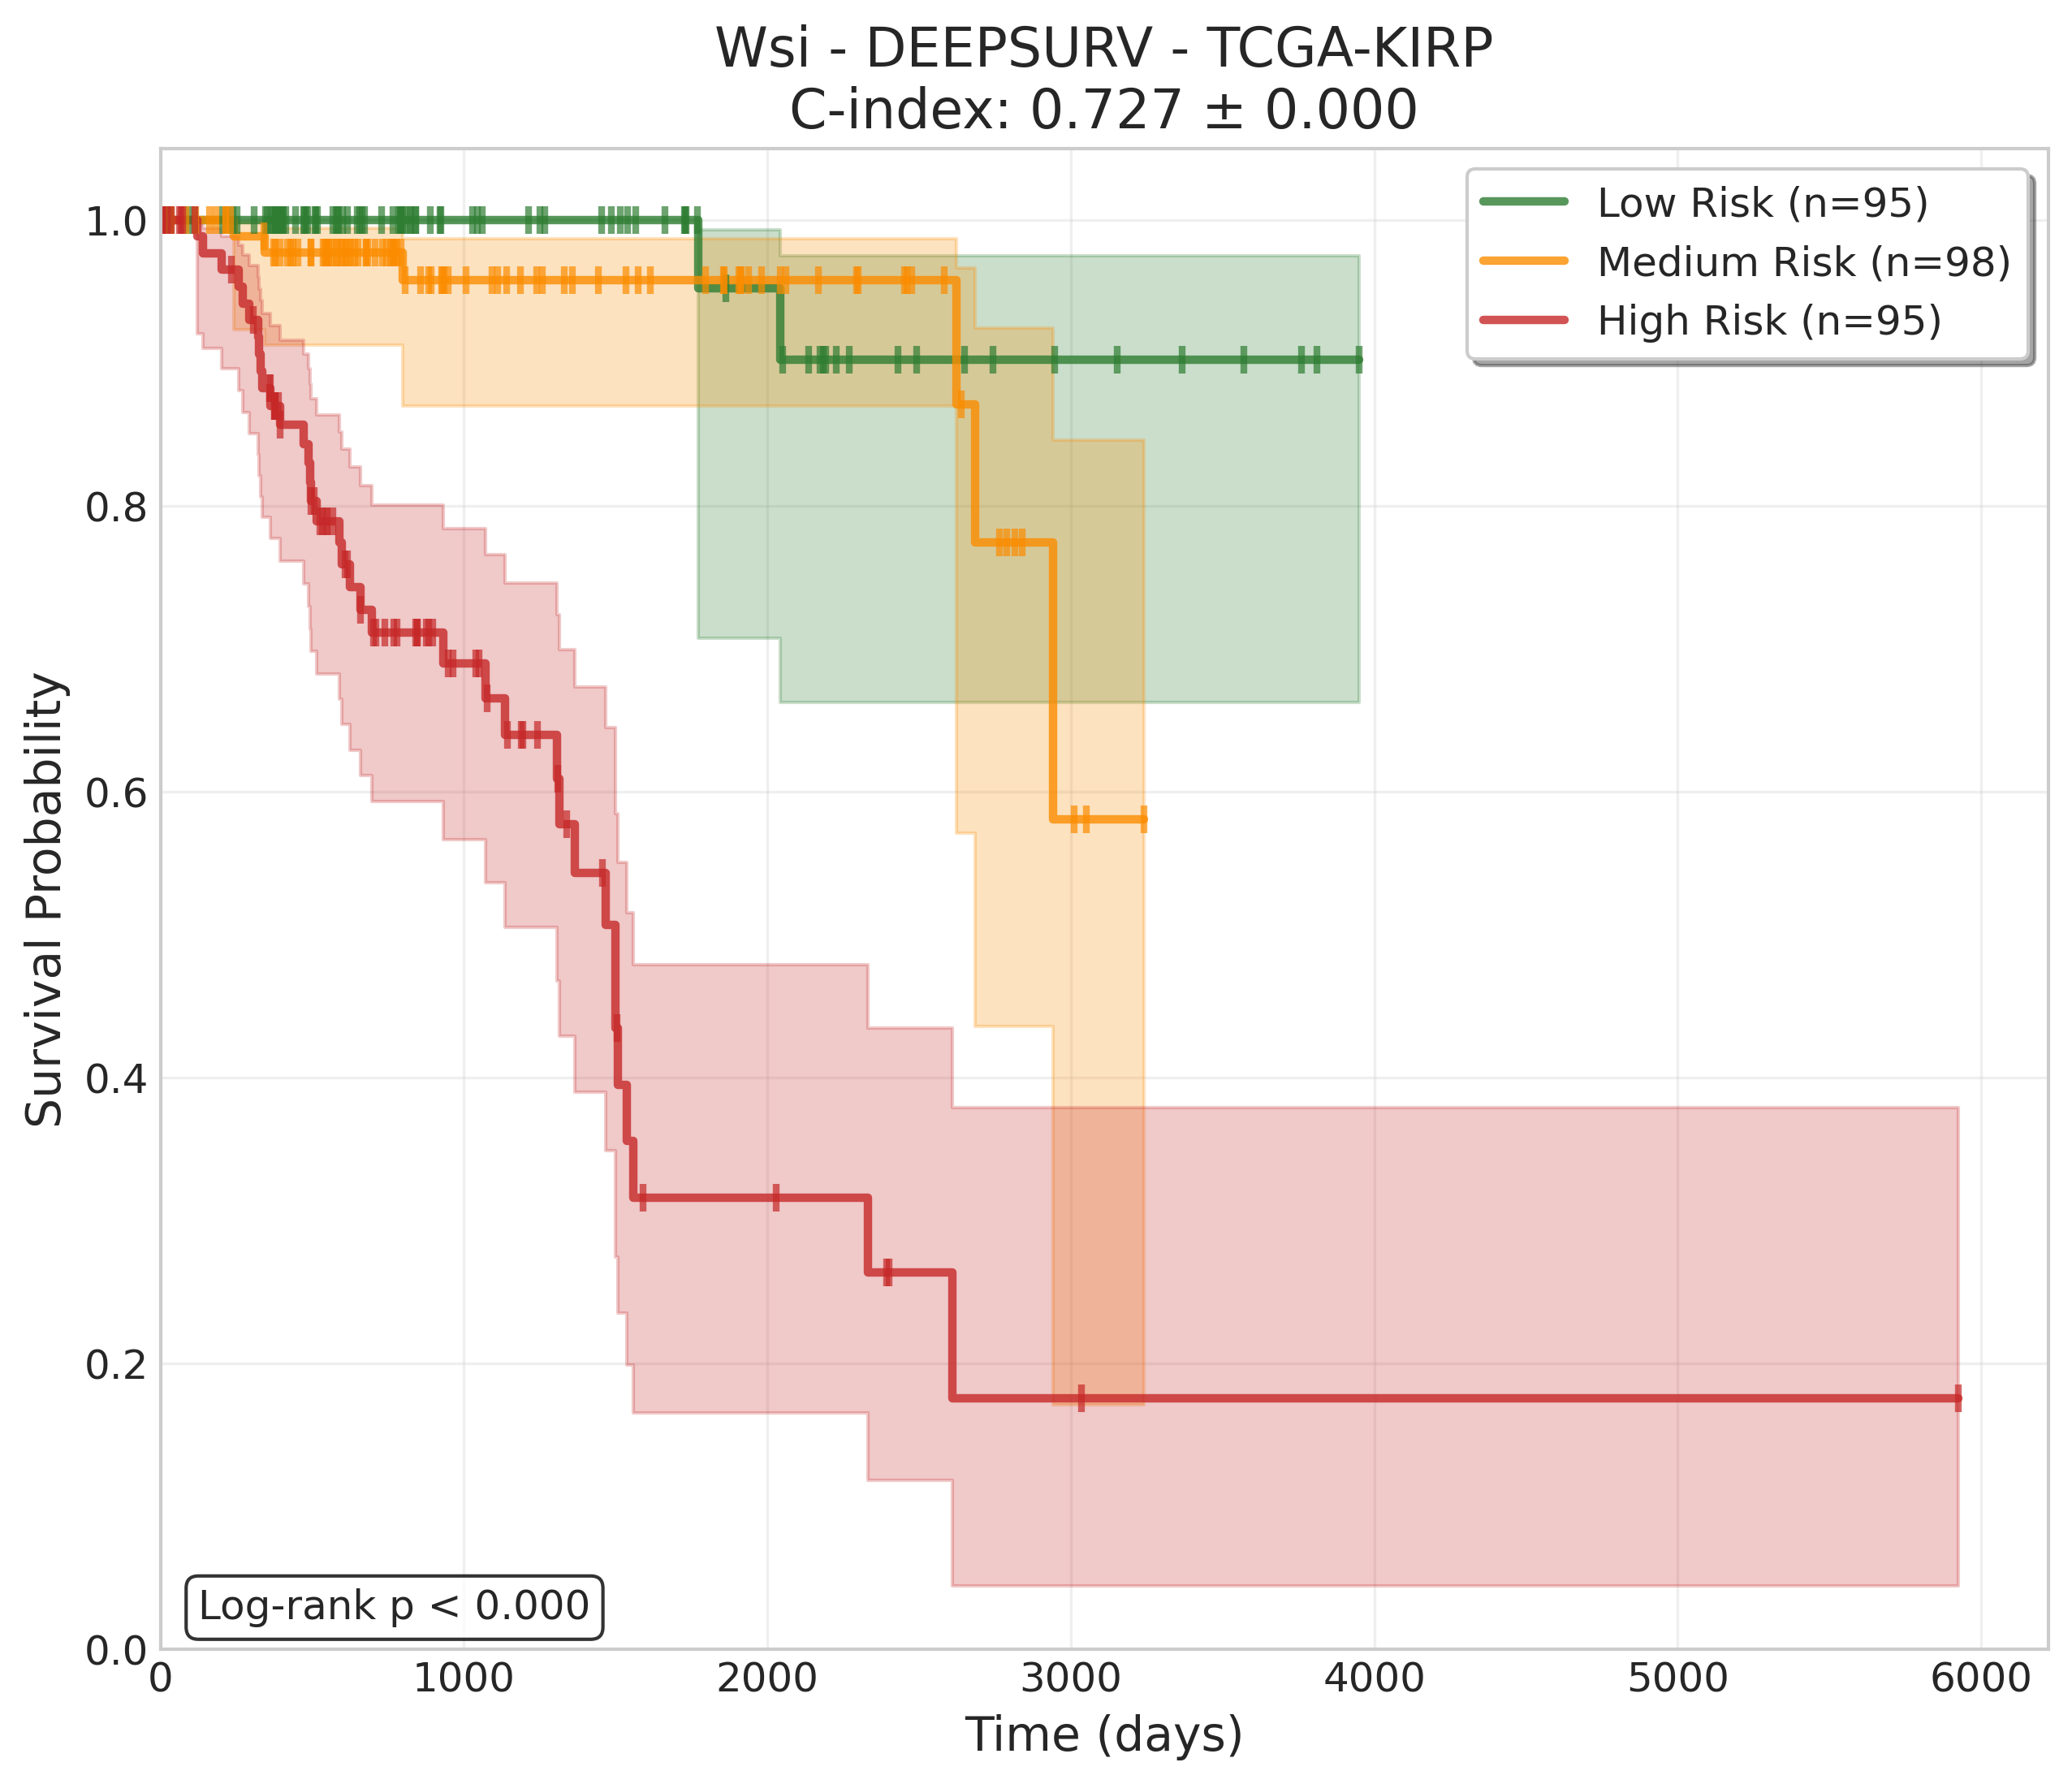 Wsi - DEEPSURV - TCGA-KIRP
C-index: 0.727 ± 0.000
Low Risk (n=95)
Medium Risk (n=98)
High Risk (n=95)
Survival Probability
1.0
0.8
0.6
0.4
0.2
0.0
Log-rank p < 0.000
0 1000 2000 3000 4000 5000 6000
Time (days)